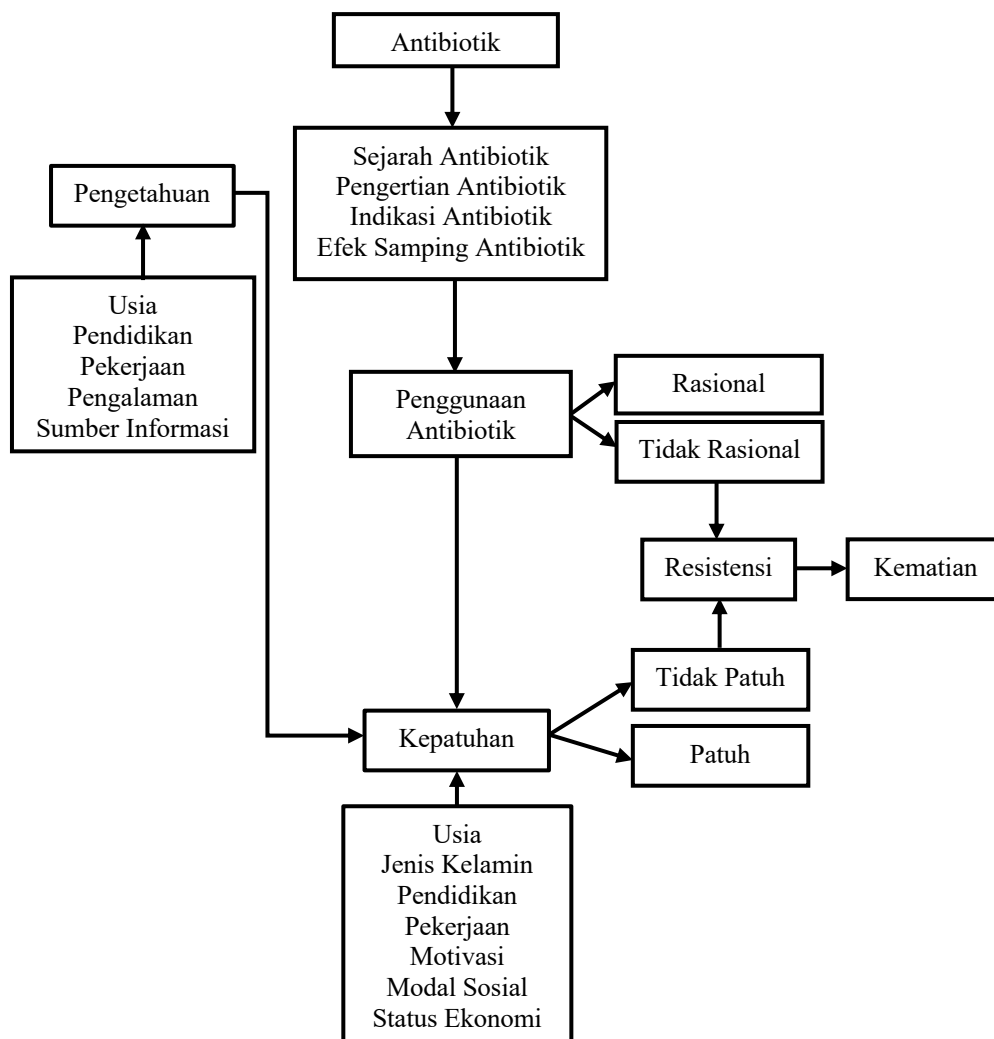 Antibiotik
Sejarah Antibiotik
Pengertian Antibiotik
Indikasi Antibiotik
Efek Samping Antibiotik
Pengetahuan
Usia
Pendidikan
Pekerjaan
Pengalaman
Sumber Informasi
Penggunaan
Antibiotik
Rasional
Tidak Rasional
Resistensi
Kematian
Tidak Patuh
Kepatuhan
Patuh
Usia
Jenis Kelamin
Pendidikan
Pekerjaan
Motivasi
Modal Sosial
Status Ekonomi